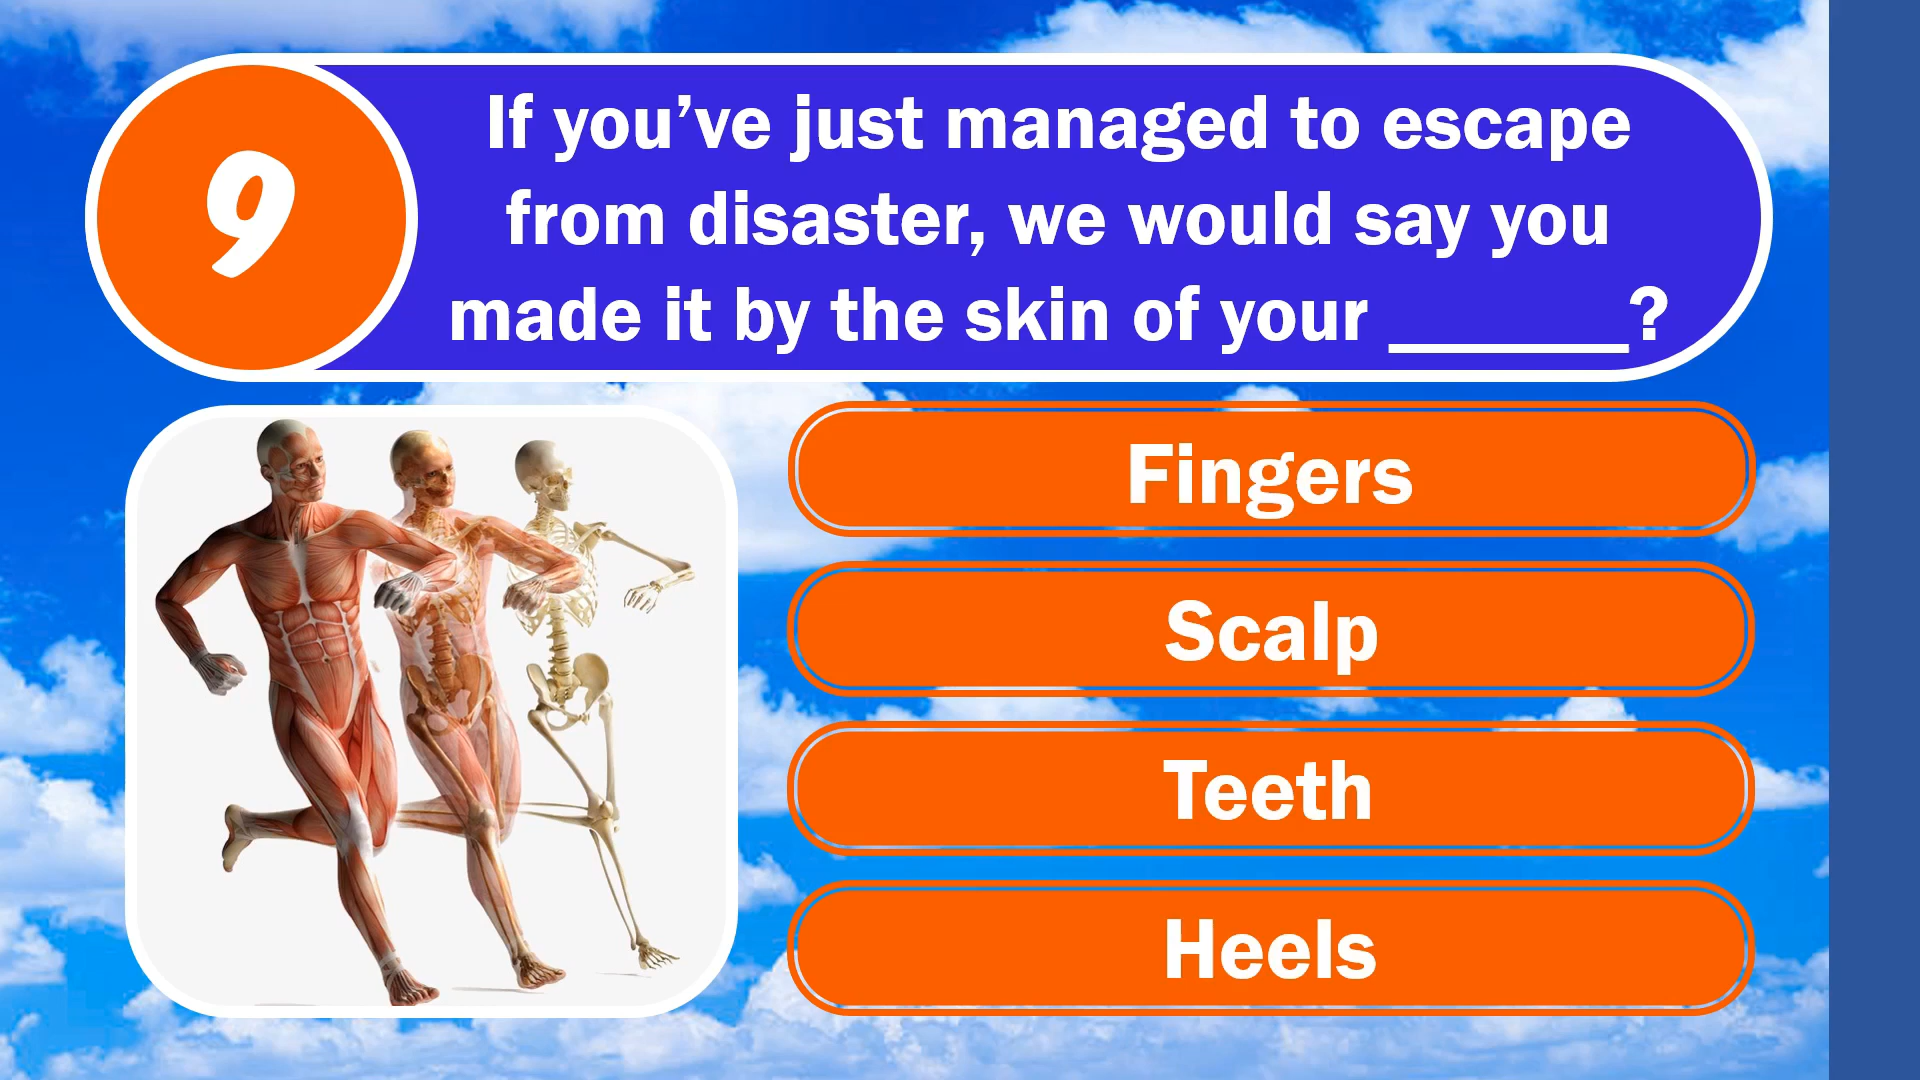 9
If you’ve just managed to escape
from disaster, we would say you
made it by the skin of your ______?
Fingers
Scalp
Teeth
Heels